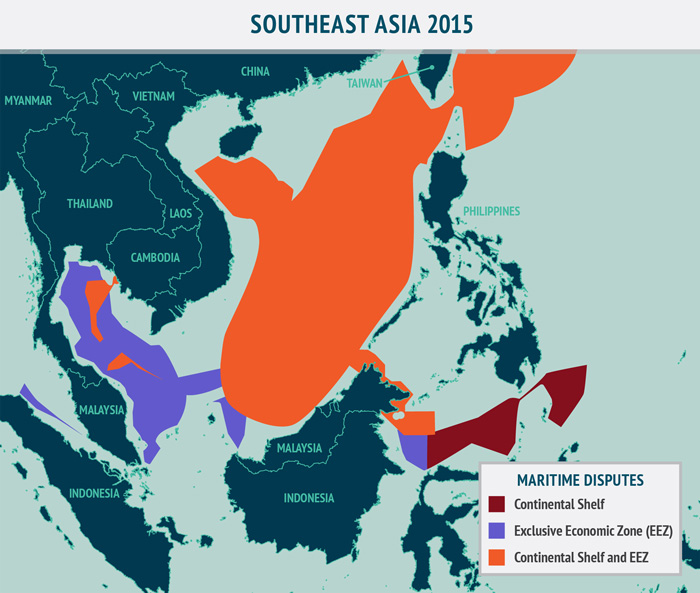 SOUTHEAST ASIA 2015
CHINA
TAIWAN
MYANMAR
VIETNAM
THAILAND
LAOS
PHILIPPINES
CAMBODIA
MALAYSIA
MALAYSIA
INDONESIA
INDONESIA
MARITIME DISPUTES
Continental Shelf
Exclusive Economic Zone (EEZ)
Continental Shelf and EEZ